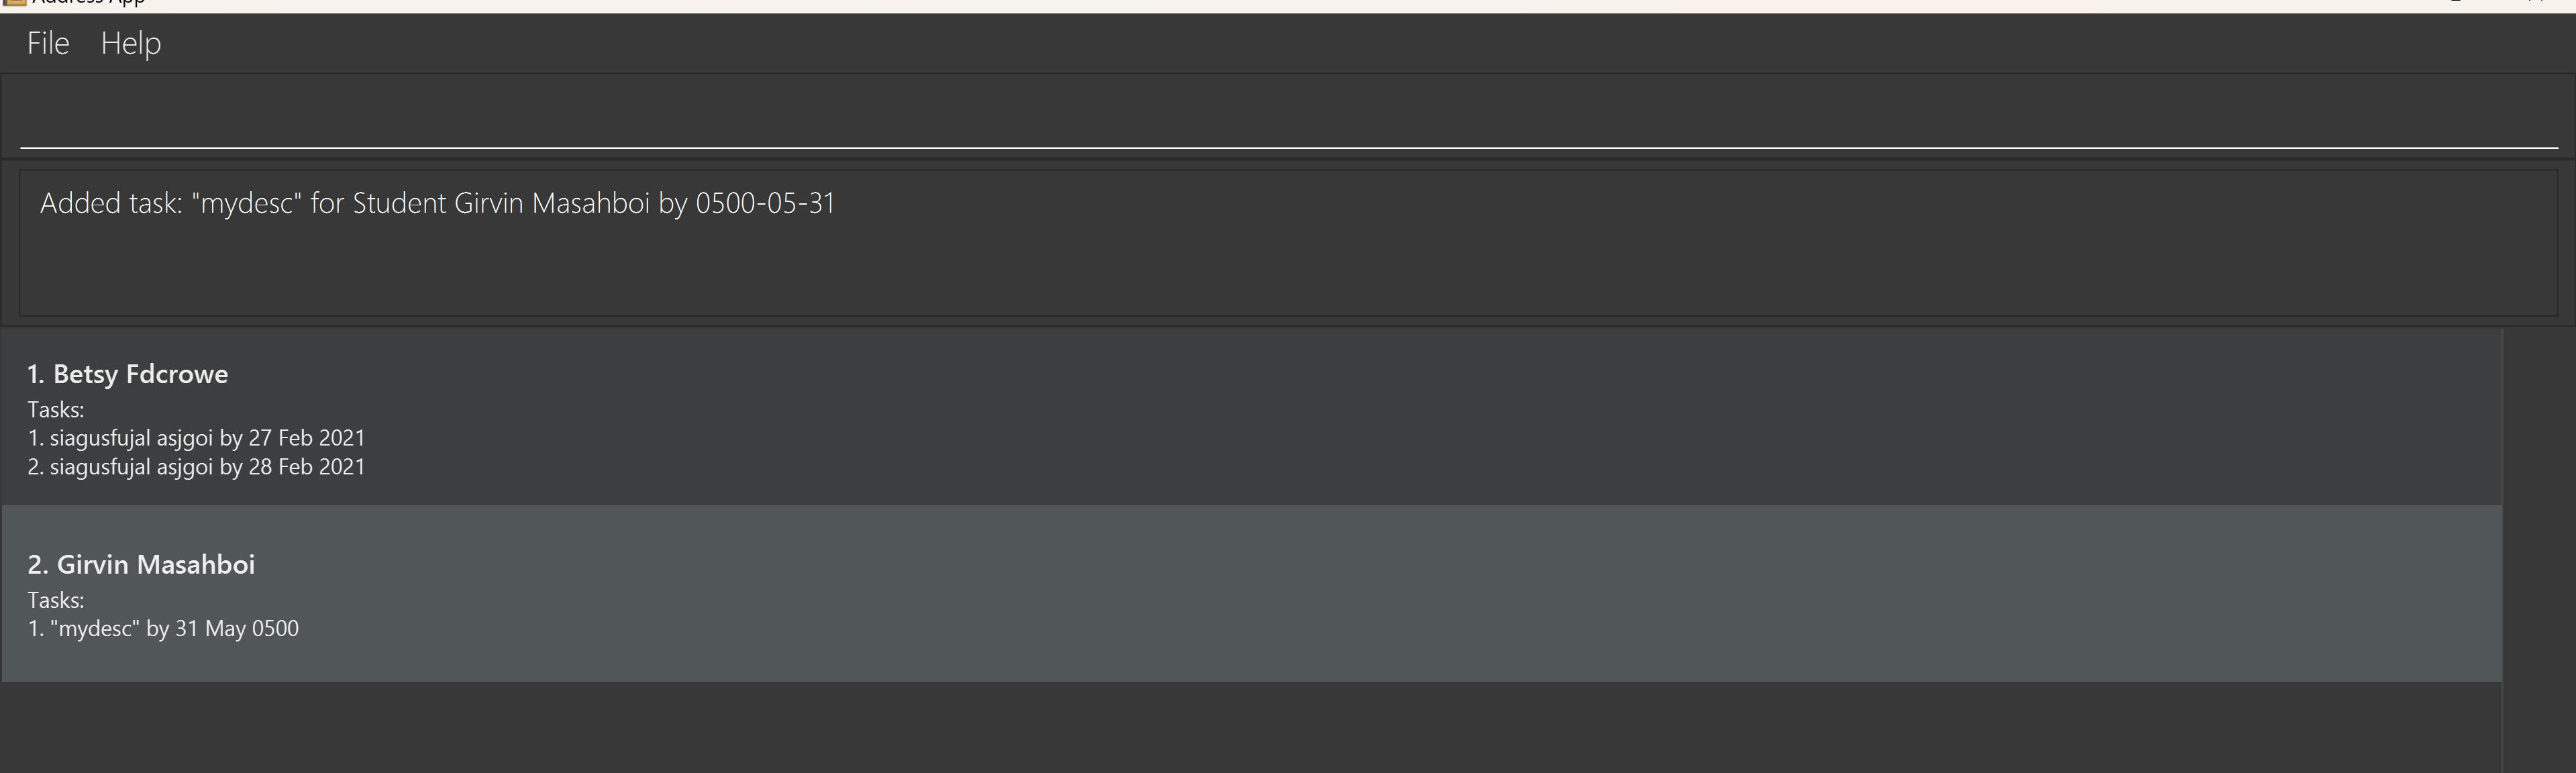 Address App
File Help
Added task: "mydesc" for Student Girvin Masahboi by 0500-05-31
1. Betsy Fdcrowe
Tasks:
1. siagusfujal asjgoi by 27 Feb 2021
2. siagusfujal asjgoi by 28 Feb 2021
2. Girvin Masahboi
Tasks:
1. "mydesc" by 31 May 0500